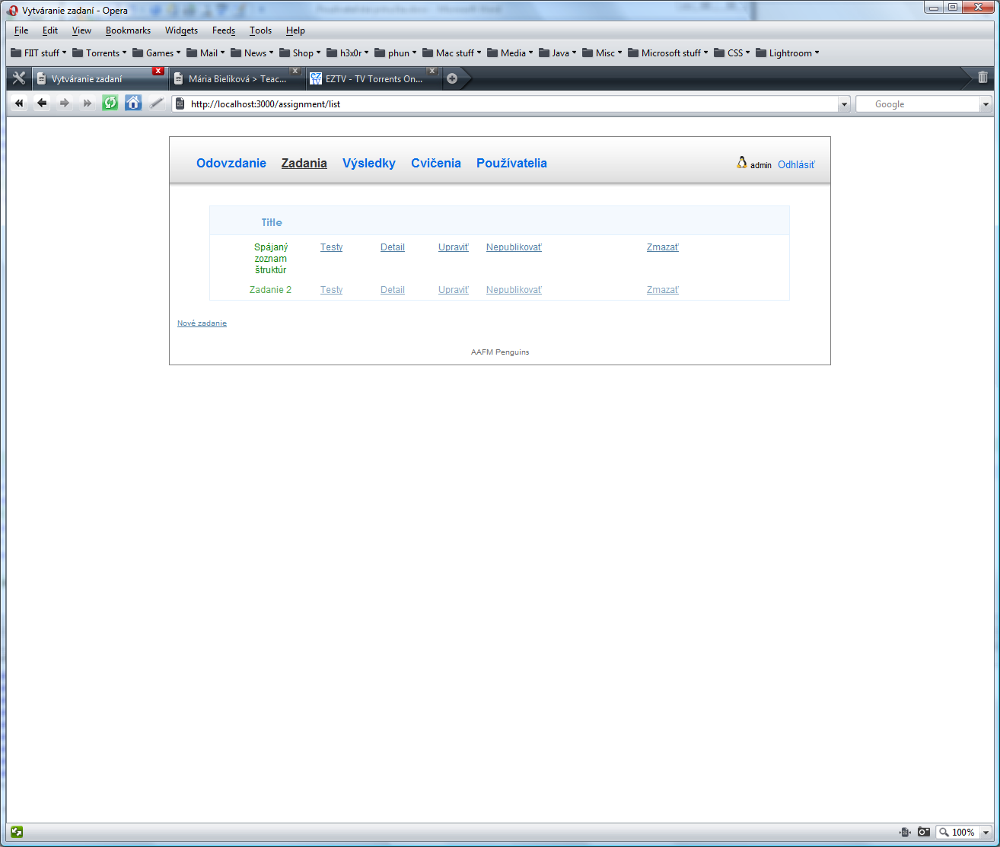 Vytváranie zadaní - Opera
File Edit View Bookmarks Widgets Feeds Tools Help
FIIT stuff Torrents Games Mail News Shop h3x0r phun Mac stuff Media Java Misc Microsoft stuff CSS Lightroom
Vytváranie zadaní Mária Bieliková > Teac... EZTV - TV Torrents On...
http://localhost:3000/assignment/list Google
Odovzdanie Zadania Výsledky Cvičenia Používatelia admin Odhlásiť
Title
Spájaný Testy Detail Upraviť Nepublikovať Zmazať
zoznam
štruktúr
Zadanie 2 Testy Detail Upraviť Nepublikovať Zmazať
Nové zadanie
AAFM Penguins
100%